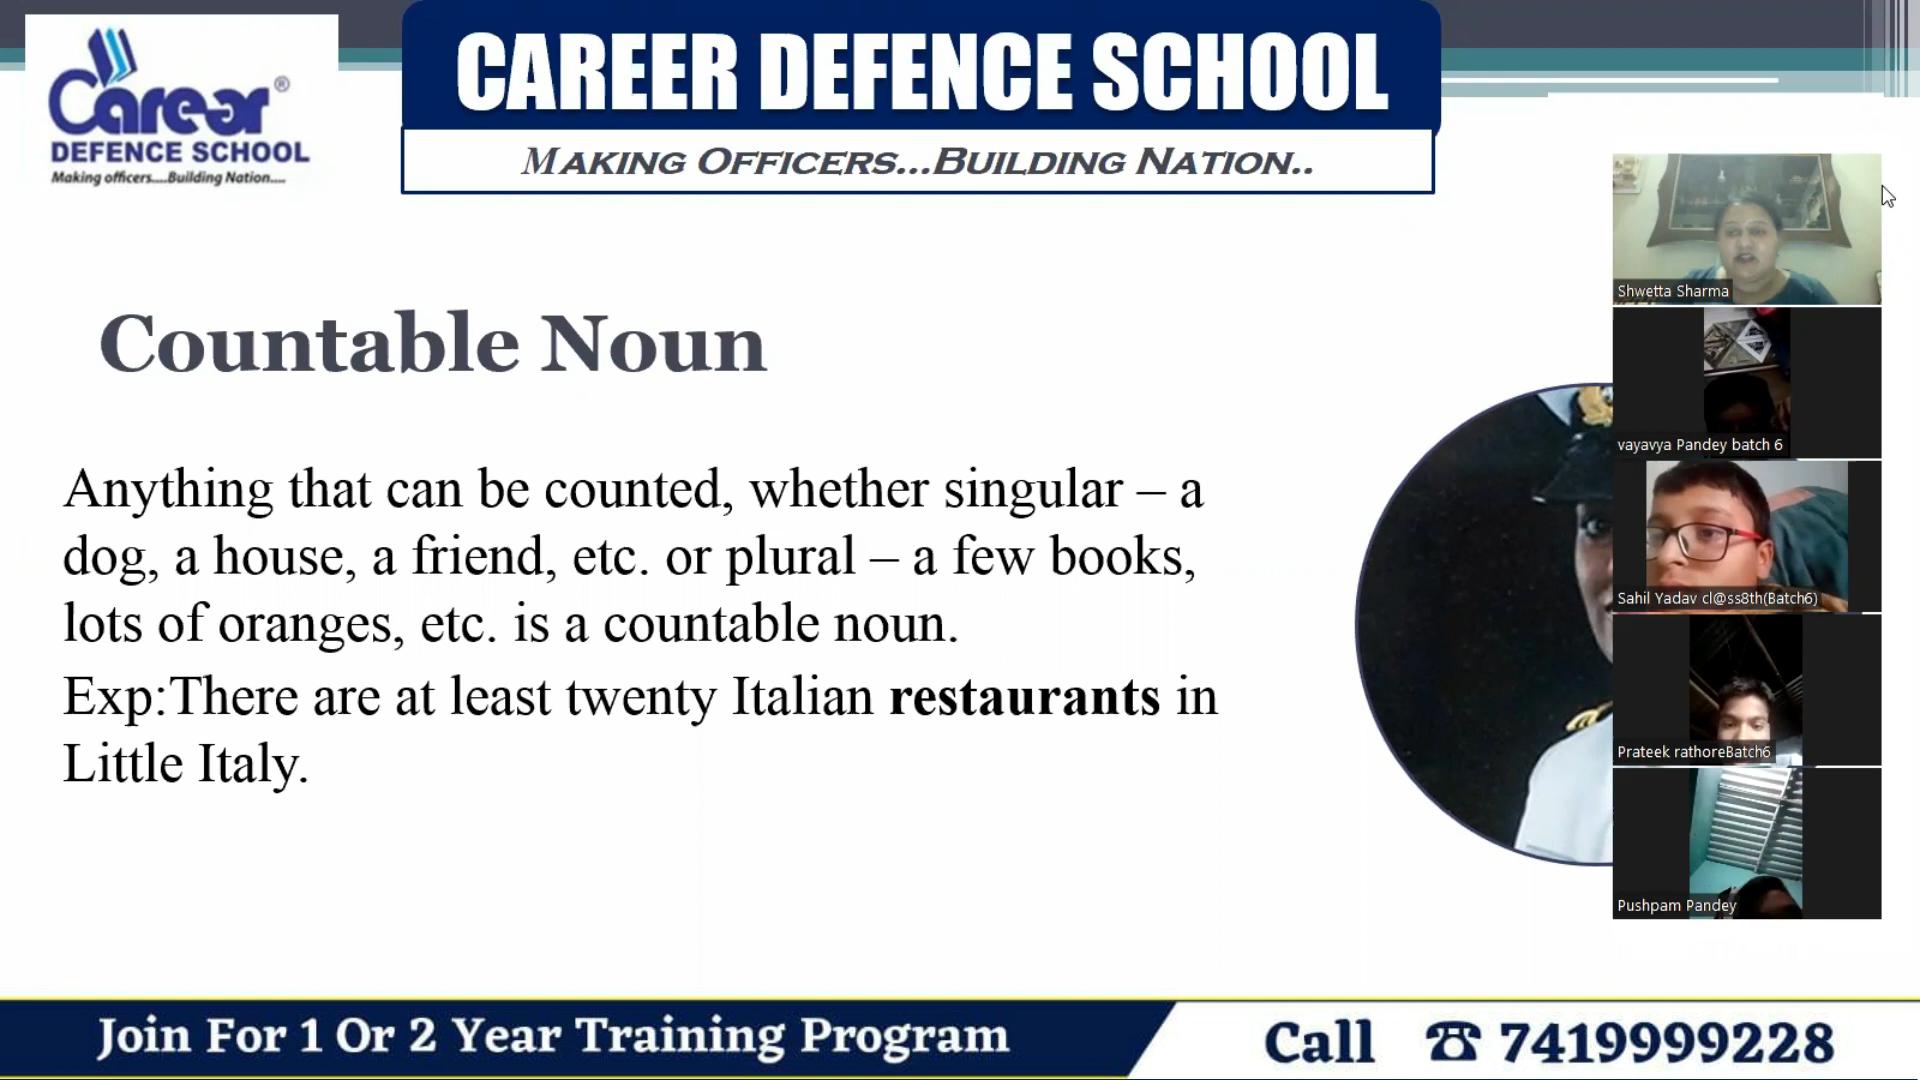 Career®
DEFENCE SCHOOL
Making officers....Building Nation....
CAREER DEFENCE SCHOOL
MAKING OFFICERS...BUILDING NATION..
Countable Noun
Anything that can be counted, whether singular – a
dog, a house, a friend, etc. or plural – a few books,
lots of oranges, etc. is a countable noun.
Exp:There are at least twenty Italian restaurants in
Little Italy.
Shwetta Sharma
vayavya Pandey batch 6
Sahil Yadav cl@ss8th(Batch6)
Prateek rathoreBatch6
Pushpam Pandey
Join For 1 Or 2 Year Training Program
Call ☎ 7419999228